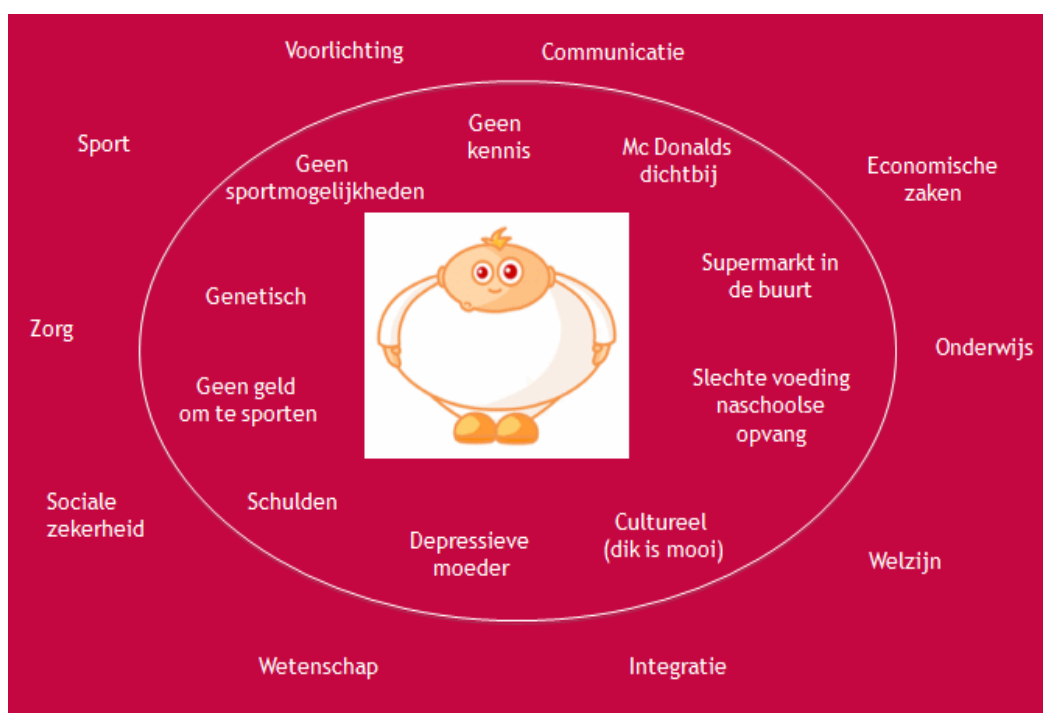 Voorlichting
Communicatie
Sport
Geen
kennis
Mc Donalds
dichtbij
Geen
sportmogelijkheden
Economische
zaken
Supermarkt in
de buurt
Genetisch
Zorg
Onderwijs
Geen geld
om te sporten
Slechte voeding
naschoolse
opvang
Sociale
zekerheid
Schulden
Depressieve
moeder
Cultureel
(dik is mooi)
Welzijn
Wetenschap
Integratie